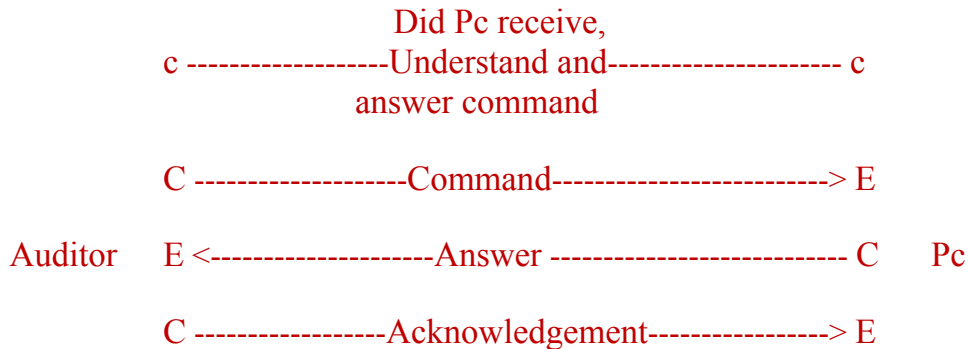 Did Pc receive,
c -------------------Understand and---------------------- c
answer command
C --------------------Command--------------------------> E
Auditor E <---------------------Answer ---------------------------- C Pc
C ------------------Acknowledgement---------------> E